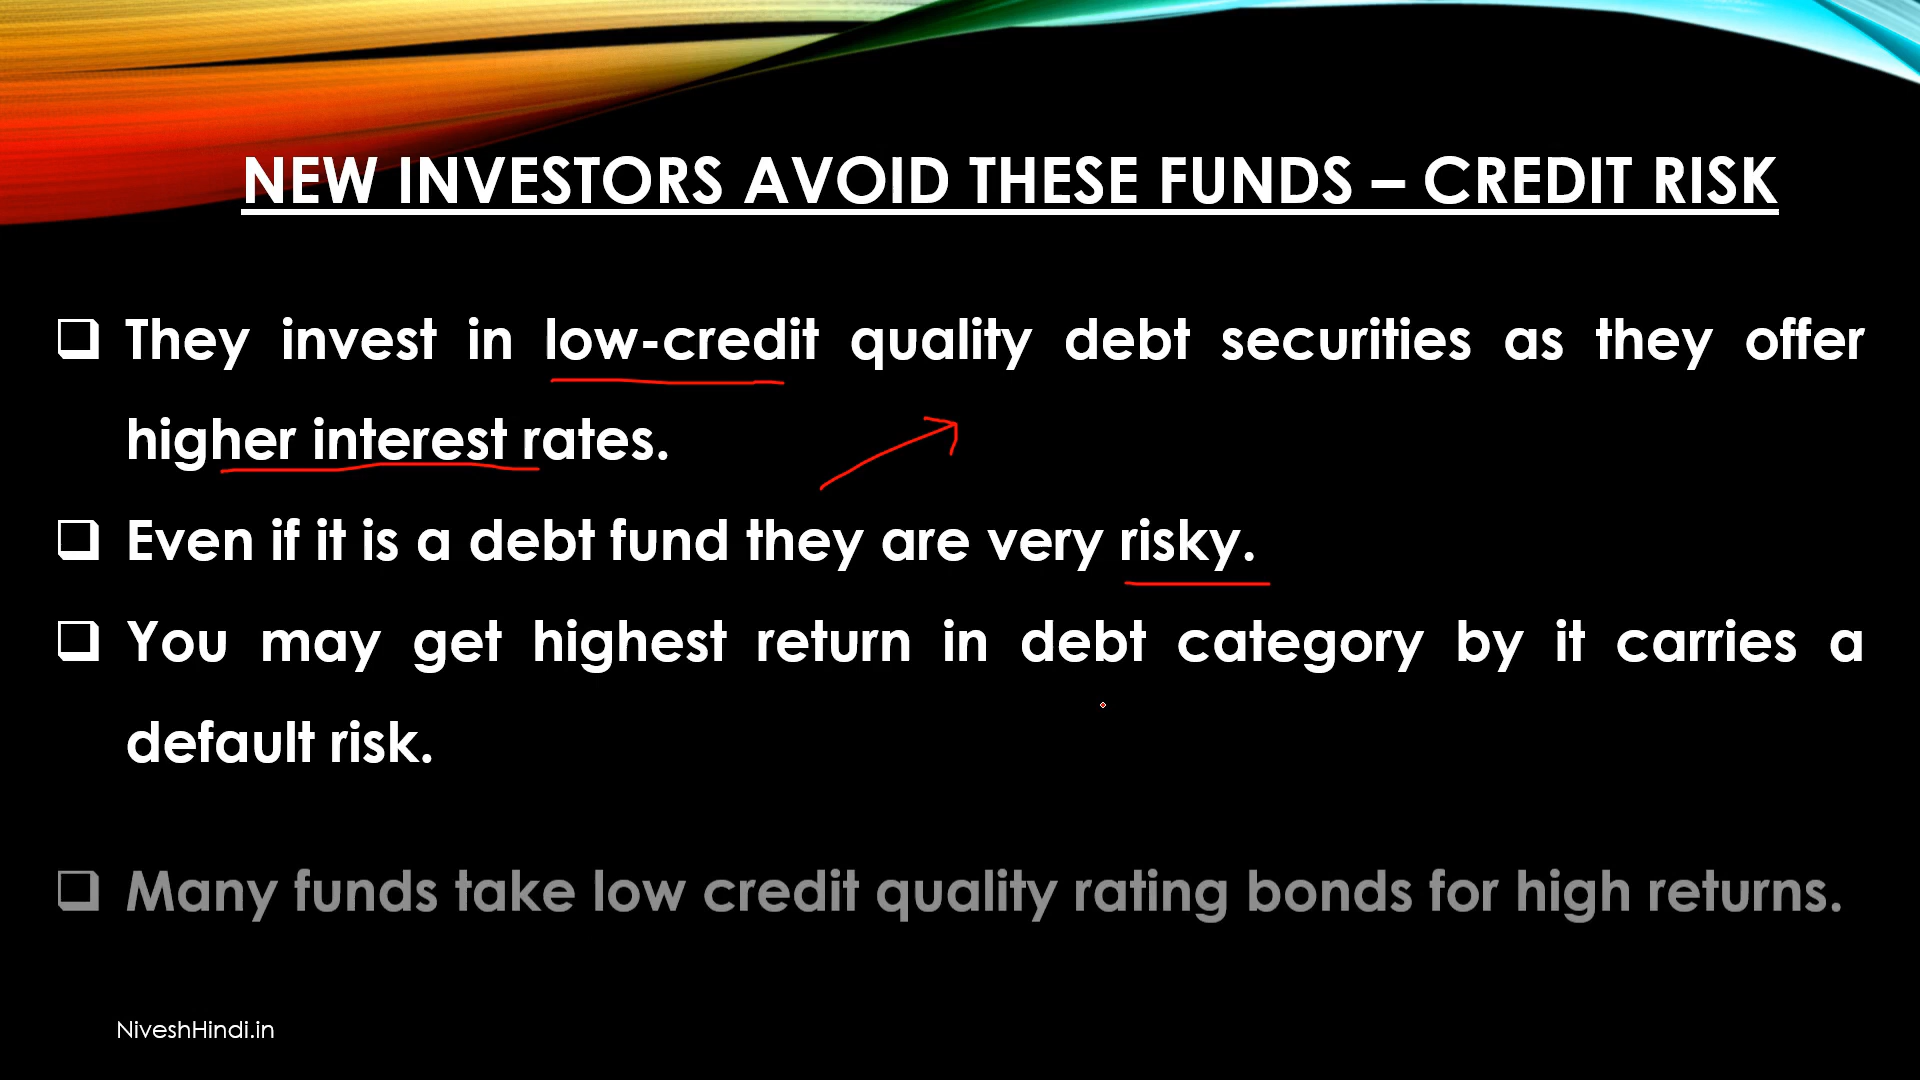 NEW INVESTORS AVOID THESE FUNDS – CREDIT RISK
They invest in low-credit quality debt securities as they offer
higher interest rates.
Even if it is a debt fund they are very risky.
You may get highest return in debt category by it carries a
default risk.
Many funds take low credit quality rating bonds for high returns.
NiveshHindi.in